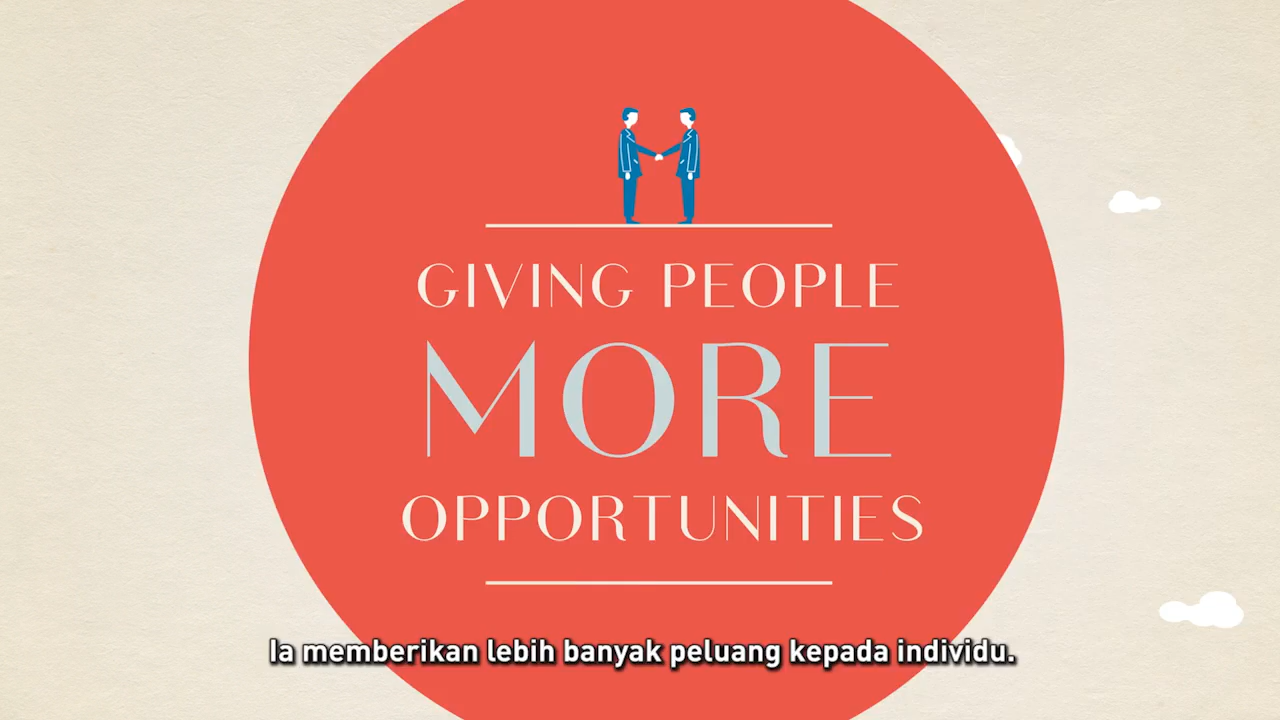 GIVING PEOPLE
MORE
OPPORTUNITIES
Ia memberikan lebih banyak peluang kepada individu.